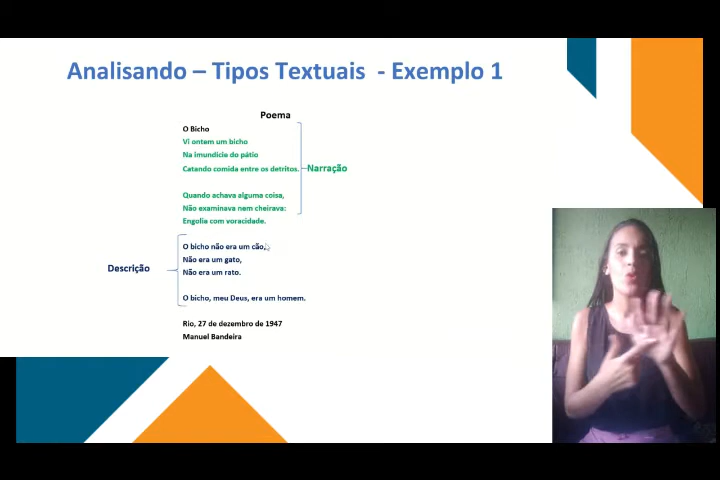 Analisando – Tipos Textuais - Exemplo 1
Poema
O Bicho
Vi ontem um bicho
Na imundície do pátio
Catando comida entre os detritos.
Narração
Quando achava alguma coisa,
Não examinava nem cheirava:
Engolia com voracidade.
O bicho não era um cão,
Não era um gato,
Descrição
Não era um rato.
O bicho, meu Deus, era um homem.
Rio, 27 de dezembro de 1947
Manuel Bandeira